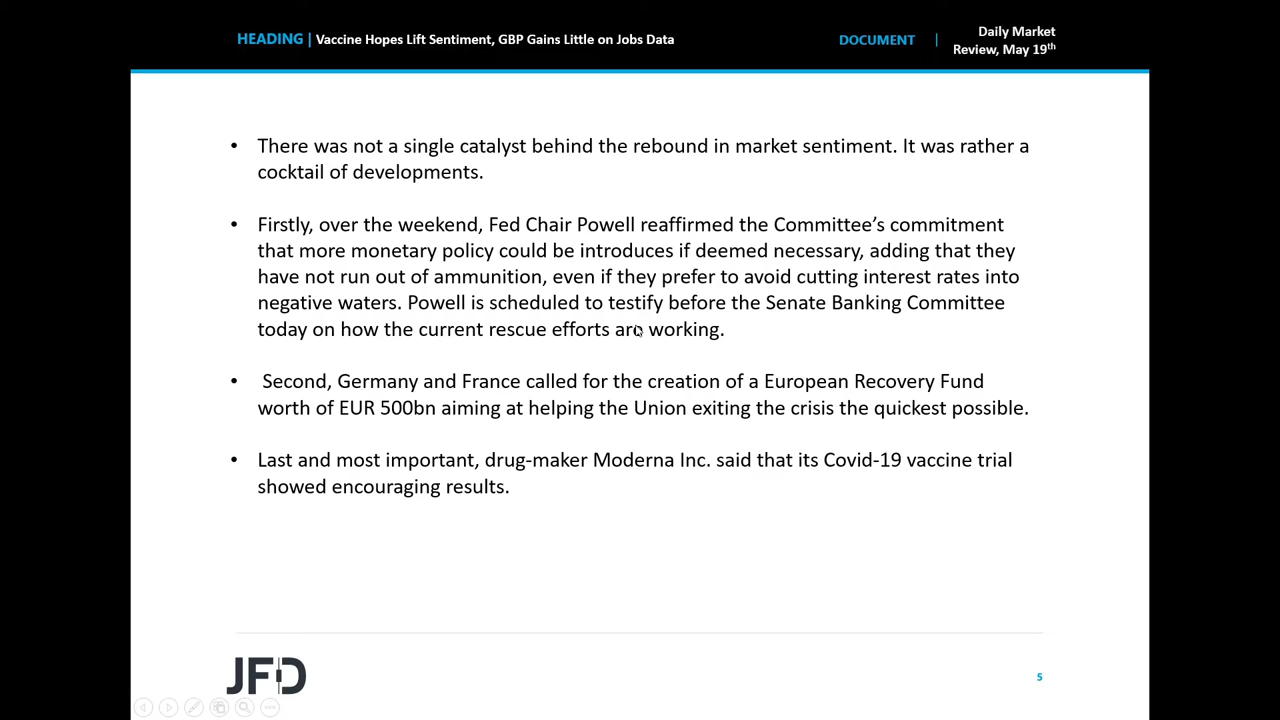 HEADING | Vaccine Hopes Lift Sentiment, GBP Gains Little on Jobs Data
DOCUMENT | Daily Market
Review, May 19th
• There was not a single catalyst behind the rebound in market sentiment. It was rather a
cocktail of developments.
• Firstly, over the weekend, Fed Chair Powell reaffirmed the Committee’s commitment
that more monetary policy could be introduces if deemed necessary, adding that they
have not run out of ammunition, even if they prefer to avoid cutting interest rates into
negative waters. Powell is scheduled to testify before the Senate Banking Committee
today on how the current rescue efforts are working.
• Second, Germany and France called for the creation of a European Recovery Fund
worth of EUR 500bn aiming at helping the Union exiting the crisis the quickest possible.
• Last and most important, drug-maker Moderna Inc. said that its Covid-19 vaccine trial
showed encouraging results.
JFD
5